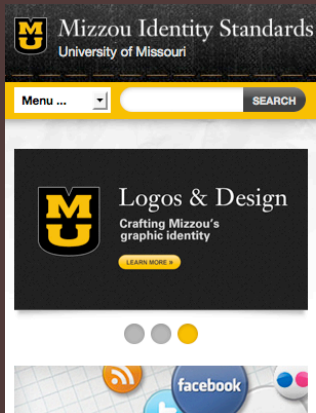 MU
Mizzou Identity Standards
University of Missouri
Menu ...
SEARCH
MU
Logos & Design
Crafting Mizzou's
graphic identity
LEARN MORE »
facebook
t